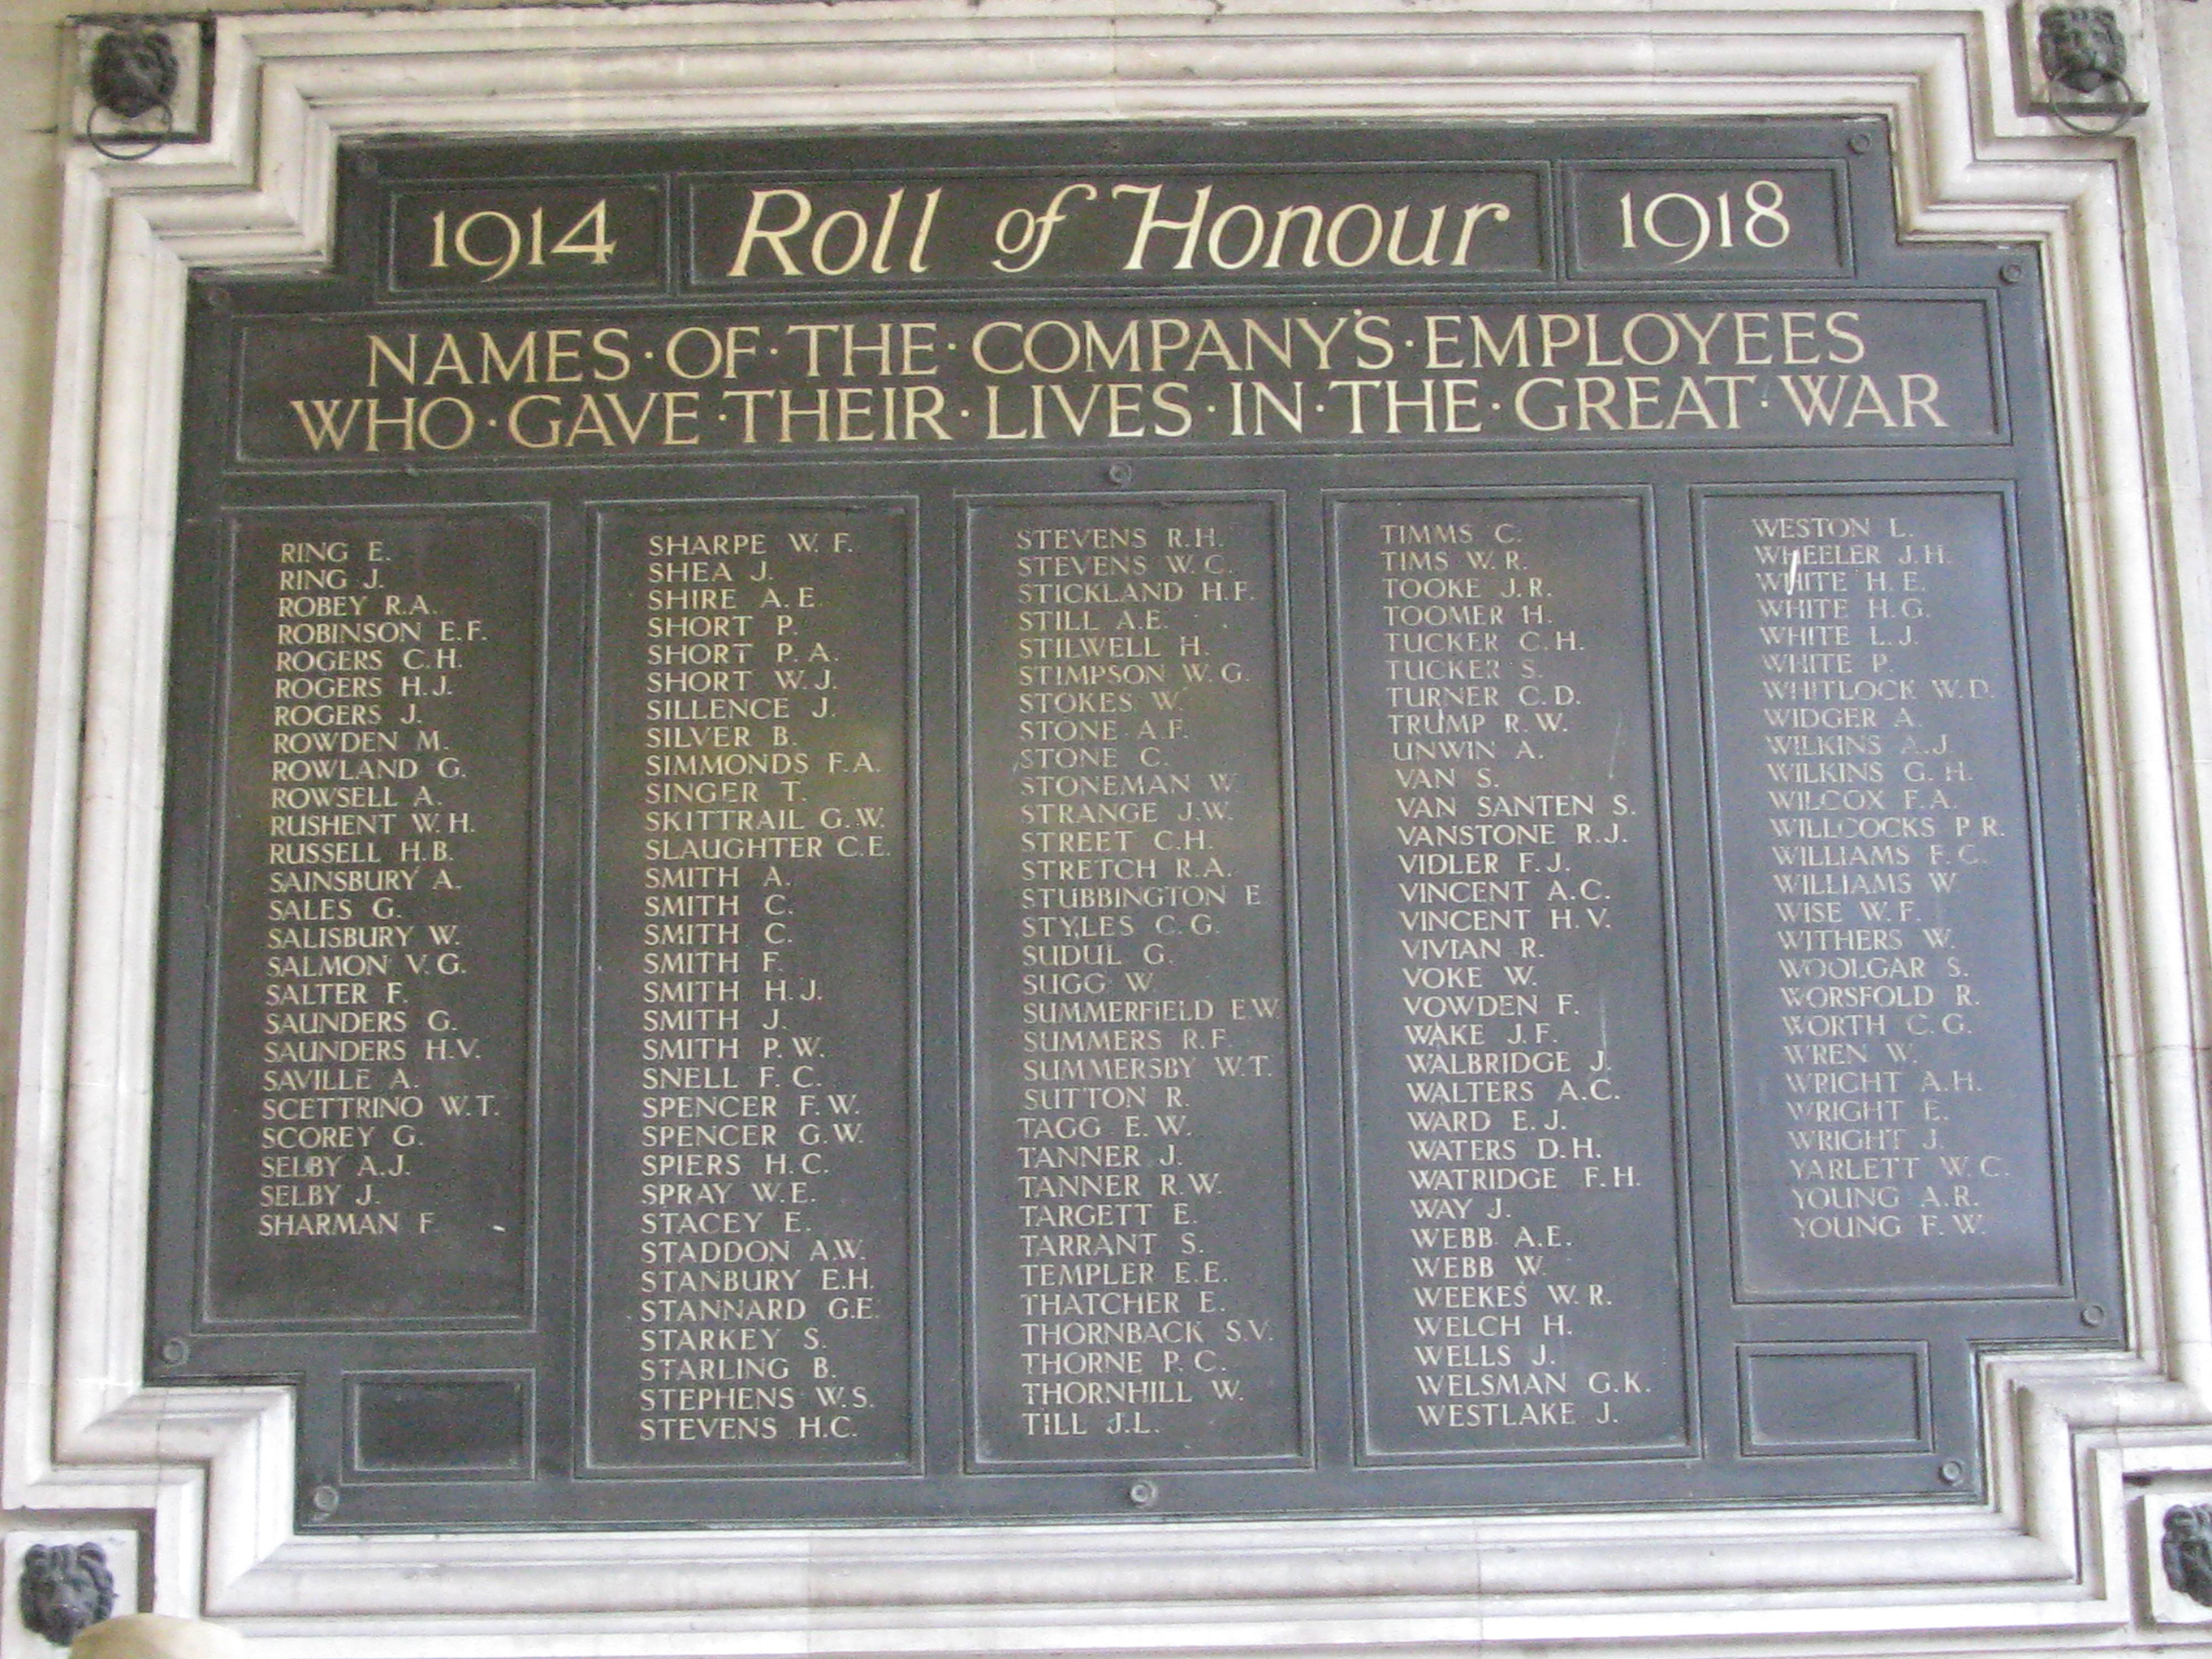 1914 Roll of Honour 1918
NAMES·OF·THE·COMPANY'S·EMPLOYEES
WHO·GAVE·THEIR·LIVES·IN·THE·GREAT·WAR
RING E.
RING J.
ROBEY R.A.
ROBINSON E.F.
ROGERS C.H.
ROGERS H.J.
ROGERS J.
ROWDEN M.
ROWLAND G.
ROWSELL A.
RUSHENT W.H.
RUSSELL H.B.
SAINSBURY A.
SALES G.
SALISBURY W.
SALMON V.G.
SALTER F.
SAUNDERS G.
SAUNDERS H.V.
SAVILLE A.
SCETTRINO W.T.
SCOREY G.
SELBY A.J.
SELBY J.
SHARMAN F.
SHARPE W.F.
SHEA J.
SHIRE A.E.
SHORT P.
SHORT P.A.
SHORT W.J.
SILLENCE J.
SILVER B.
SIMMONDS F.A.
SINGER T.
SKITTRAIL G.W.
SLAUGHTER C.E.
SMITH A.
SMITH C.
SMITH C.
SMITH F.
SMITH H.J.
SMITH J.
SMITH P.W.
SNELL F.C.
SPENCER F.W.
SPENCER G.W.
SPIERS H.C.
SPRAY W.E.
STACEY E.
STADDON A.W.
STANBURY E.H.
STANNARD G.E.
STARKEY S.
STARLING B.
STEPHENS W.S.
STEVENS H.C.
STEVENS R.H.
STEVENS W.C.
STICKLAND H.F.
STILL A.E.
STILWELL H.
STIMPSON W.G.
STOKES W.
STONE A.F.
STONE C.
STONEMAN W.
STRANGE J.W.
STREET C.H.
STRETCH R.A.
STUBBINGTON E.
STYLES C.G.
SUDUL G.
SUGG W.
SUMMERFIELD E.W.
SUMMERS R.F.
SUMMERSBY W.T.
SUTTON R.
TAGG E.W.
TANNER J.
TANNER R.W.
TARGETT E.
TARRANT S.
TEMPLER E.E.
THATCHER E.
THORNBACK S.V.
THORNE P.C.
THORNHILL W.
TILL J.L.
TIMMS C.
TIMS W.R.
TOOKE J.R.
TOOMER H.
TUCKER C.H.
TUCKER S.
TURNER C.D.
TRUMP R.W.
UNWIN A.
VAN S.
VAN SANTEN S.
VANSTONE R.J.
VIDLER F.J.
VINCENT A.C.
VINCENT H.V.
VIVIAN R.
VOKE W.
VOWDEN F.
WAKE J.F.
WALBRIDGE J.
WALTERS A.C.
WARD E.J.
WATERS D.H.
WATRIDGE F.H.
WAY J.
WEBB A.E.
WEBB W.
WEEKES W.R.
WELCH H.
WELLS J.
WELSMAN G.K.
WESTLAKE J.
WESTON L.
WHEELER J.H.
WHITE H.E.
WHITE H.G.
WHITE L.J.
WHITE P.
WHITLOCK W.D.
WIDGER A.
WILKINS A.J.
WILKINS G.H.
WILCOX F.A.
WILLCOCKS P.R.
WILLIAMS F.C.
WILLIAMS W.
WISE W.F.
WITHERS W.
WOOLGAR S.
WORSFOLD R.
WORTH C.G.
WREN W.
WRIGHT A.H.
WRIGHT E.
WRIGHT J.
YARLETT W.C.
YOUNG A.R.
YOUNG F.W.